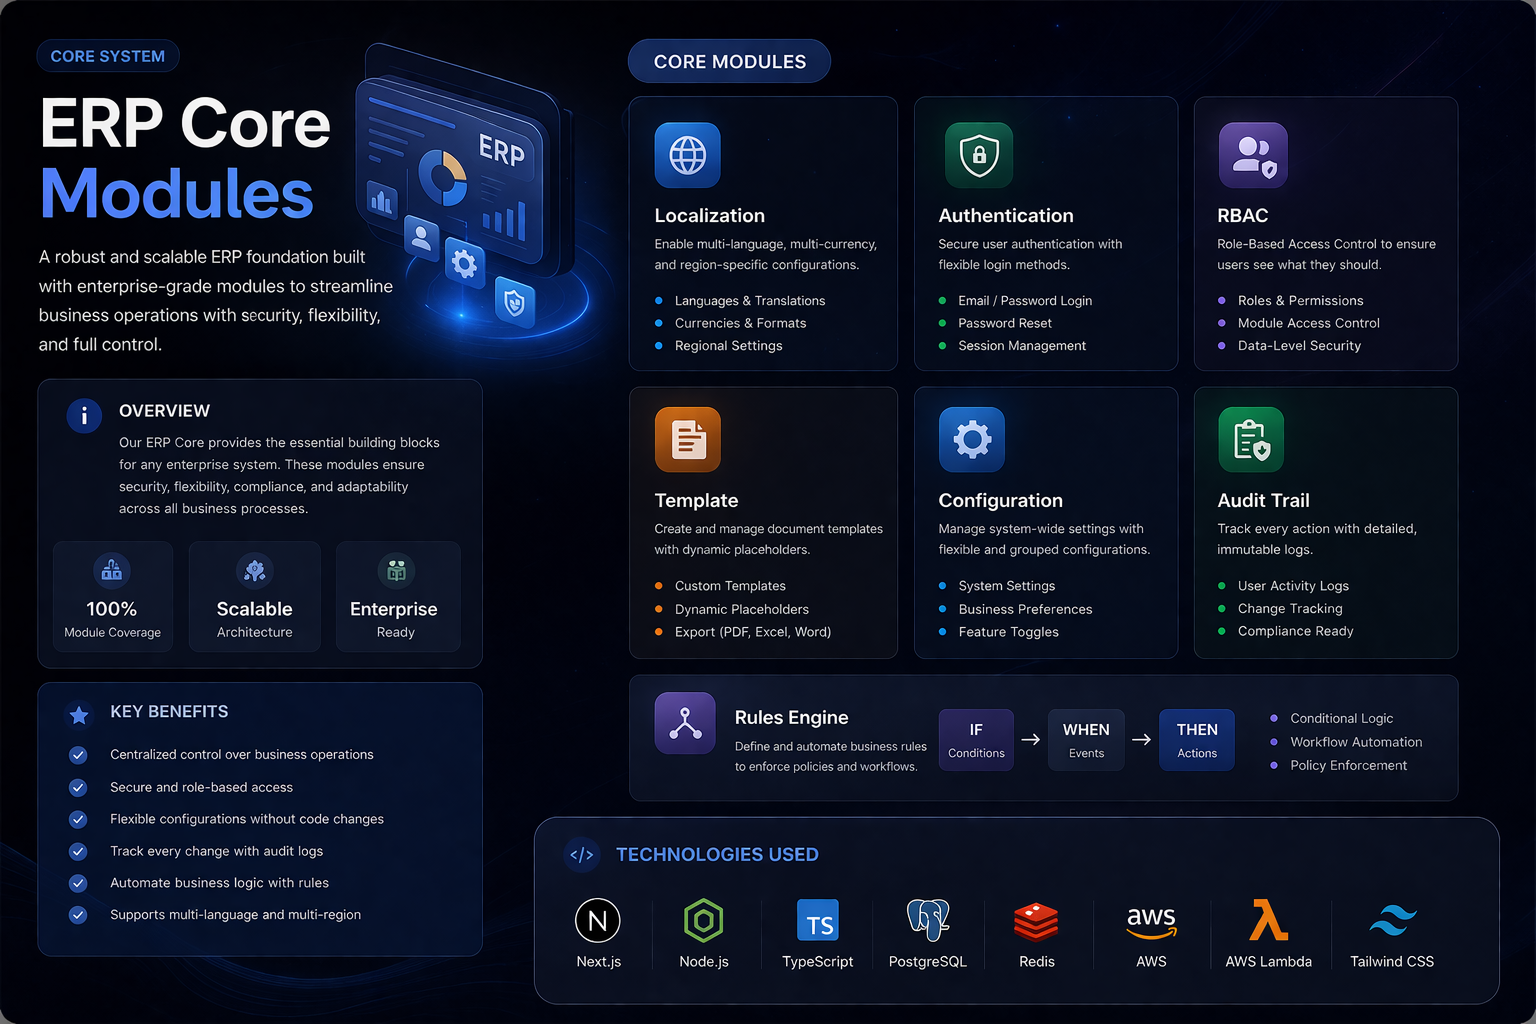 CORE SYSTEM
ERP Core
Modules
A robust and scalable ERP foundation built
with enterprise-grade modules to streamline
business operations with security, flexibility,
and full control.
ERP
OVERVIEW
Our ERP Core provides the essential building blocks
for any enterprise system. These modules ensure
security, flexibility, compliance, and adaptability
across all business processes.
100%
Module Coverage
Scalable
Architecture
Enterprise
Ready
KEY BENEFITS
Centralized control over business operations
Secure and role-based access
Flexible configurations without code changes
Track every change with audit logs
Automate business logic with rules
Supports multi-language and multi-region
CORE MODULES
Localization
Enable multi-language, multi-currency,
and region-specific configurations.
Languages & Translations
Currencies & Formats
Regional Settings
Authentication
Secure user authentication with
flexible login methods.
Email / Password Login
Password Reset
Session Management
RBAC
Role-Based Access Control to ensure
users see what they should.
Roles & Permissions
Module Access Control
Data-Level Security
Template
Create and manage document templates
with dynamic placeholders.
Custom Templates
Dynamic Placeholders
Export (PDF, Excel, Word)
Configuration
Manage system-wide settings with
flexible and grouped configurations.
System Settings
Business Preferences
Feature Toggles
Audit Trail
Track every action with detailed,
immutable logs.
User Activity Logs
Change Tracking
Compliance Ready
Rules Engine
Define and automate business rules
to enforce policies and workflows.
IF
Conditions
WHEN
Events
THEN
Actions
Conditional Logic
Workflow Automation
Policy Enforcement
</> TECHNOLOGIES USED
N
Next.js
Node.js
TS
TypeScript
PostgreSQL
Redis
aws
AWS
AWS Lambda
Tailwind CSS